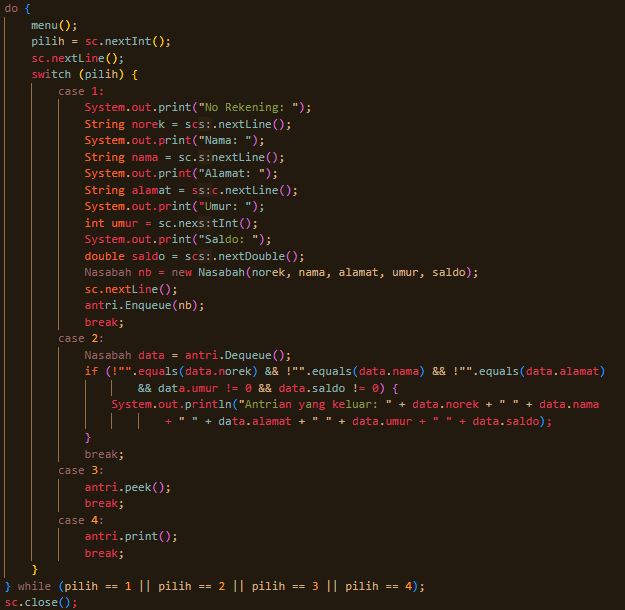 do {
menu();
pilih = sc.nextInt();
sc.nextLine();
switch (pilih) {
case 1:
System.out.print("No Rekening: ");
String norek = scs:.nextLine();
System.out.print("Nama: ");
String nama = sc.s:nextLine();
System.out.print("Alamat: ");
String alamat = ss:c.nextLine();
System.out.print("Umur: ");
int umur = sc.nexs:tInt();
System.out.print("Saldo: ");
double saldo = scs:.nextDouble();
Nasabah nb = new Nasabah(norek, nama, alamat, umur, saldo);
sc.nextLine();
antri.Enqueue(nb);
break;
case 2:
Nasabah data = antri.Dequeue();
if (!"".equals(data.norek) && !"".equals(data.nama) && !"".equals(data.alamat)
&& data.umur != 0 && data.saldo != 0) {
System.out.println("Antrian yang keluar: " + data.norek + " " + data.nama
+ " " + data.alamat + " " + data.umur + " " + data.saldo);
}
break;
case 3:
antri.peek();
break;
case 4:
antri.print();
break;
}
} while (pilih == 1 || pilih == 2 || pilih == 3 || pilih == 4);
sc.close();